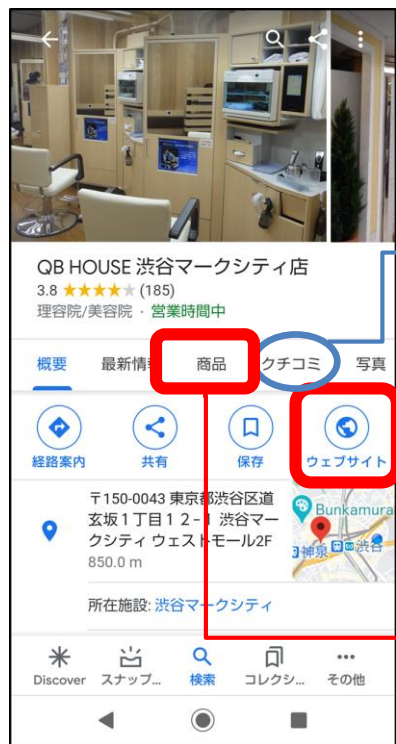 QB HOUSE 渋谷マークシティ店
3.8 ★★★★★ (185)
理容院/美容院 · 営業時間中
概要 最新情報 商品 クチコミ 写真
経路案内 共有 保存 ウェブサイト
〒150-0043 東京都渋谷区道
玄坂１丁目１２−１ 渋谷マー
クシティ ウェストモール2F
850.0 m
Bunkamura
神泉 渋谷
所在施設: 渋谷マークシティ
Discover スナップ... 検索 コレクシ... その他